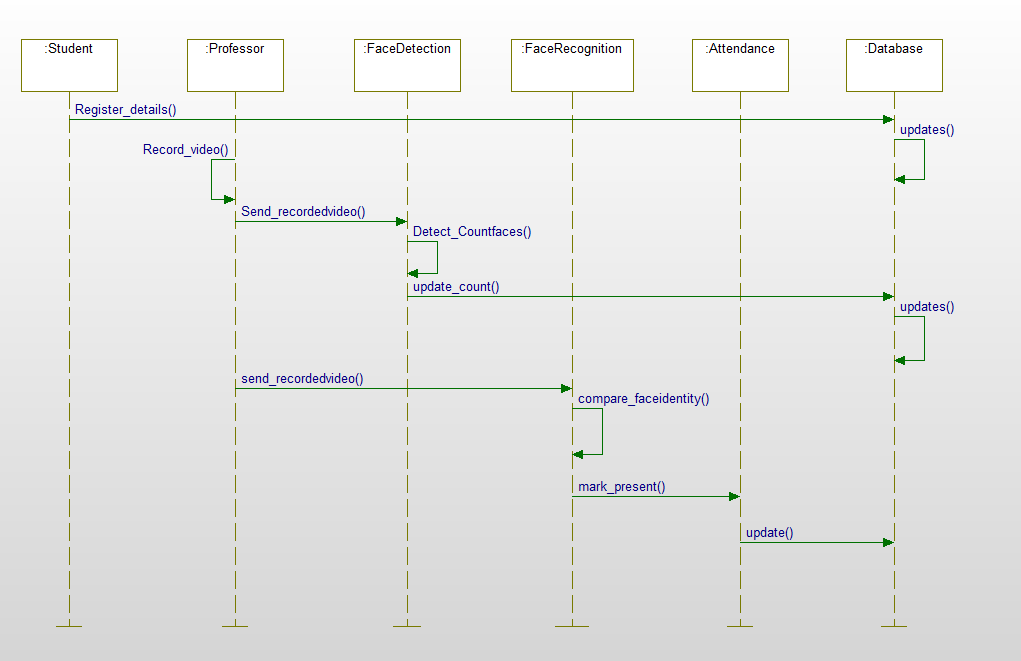 :Student
:Professor
:FaceDetection
:FaceRecognition
:Attendance
:Database
Register_details()
updates()
Record_video()
Send_recordedvideo()
Detect_Countfaces()
update_count()
updates()
send_recordedvideo()
compare_faceidentity()
mark_present()
update()